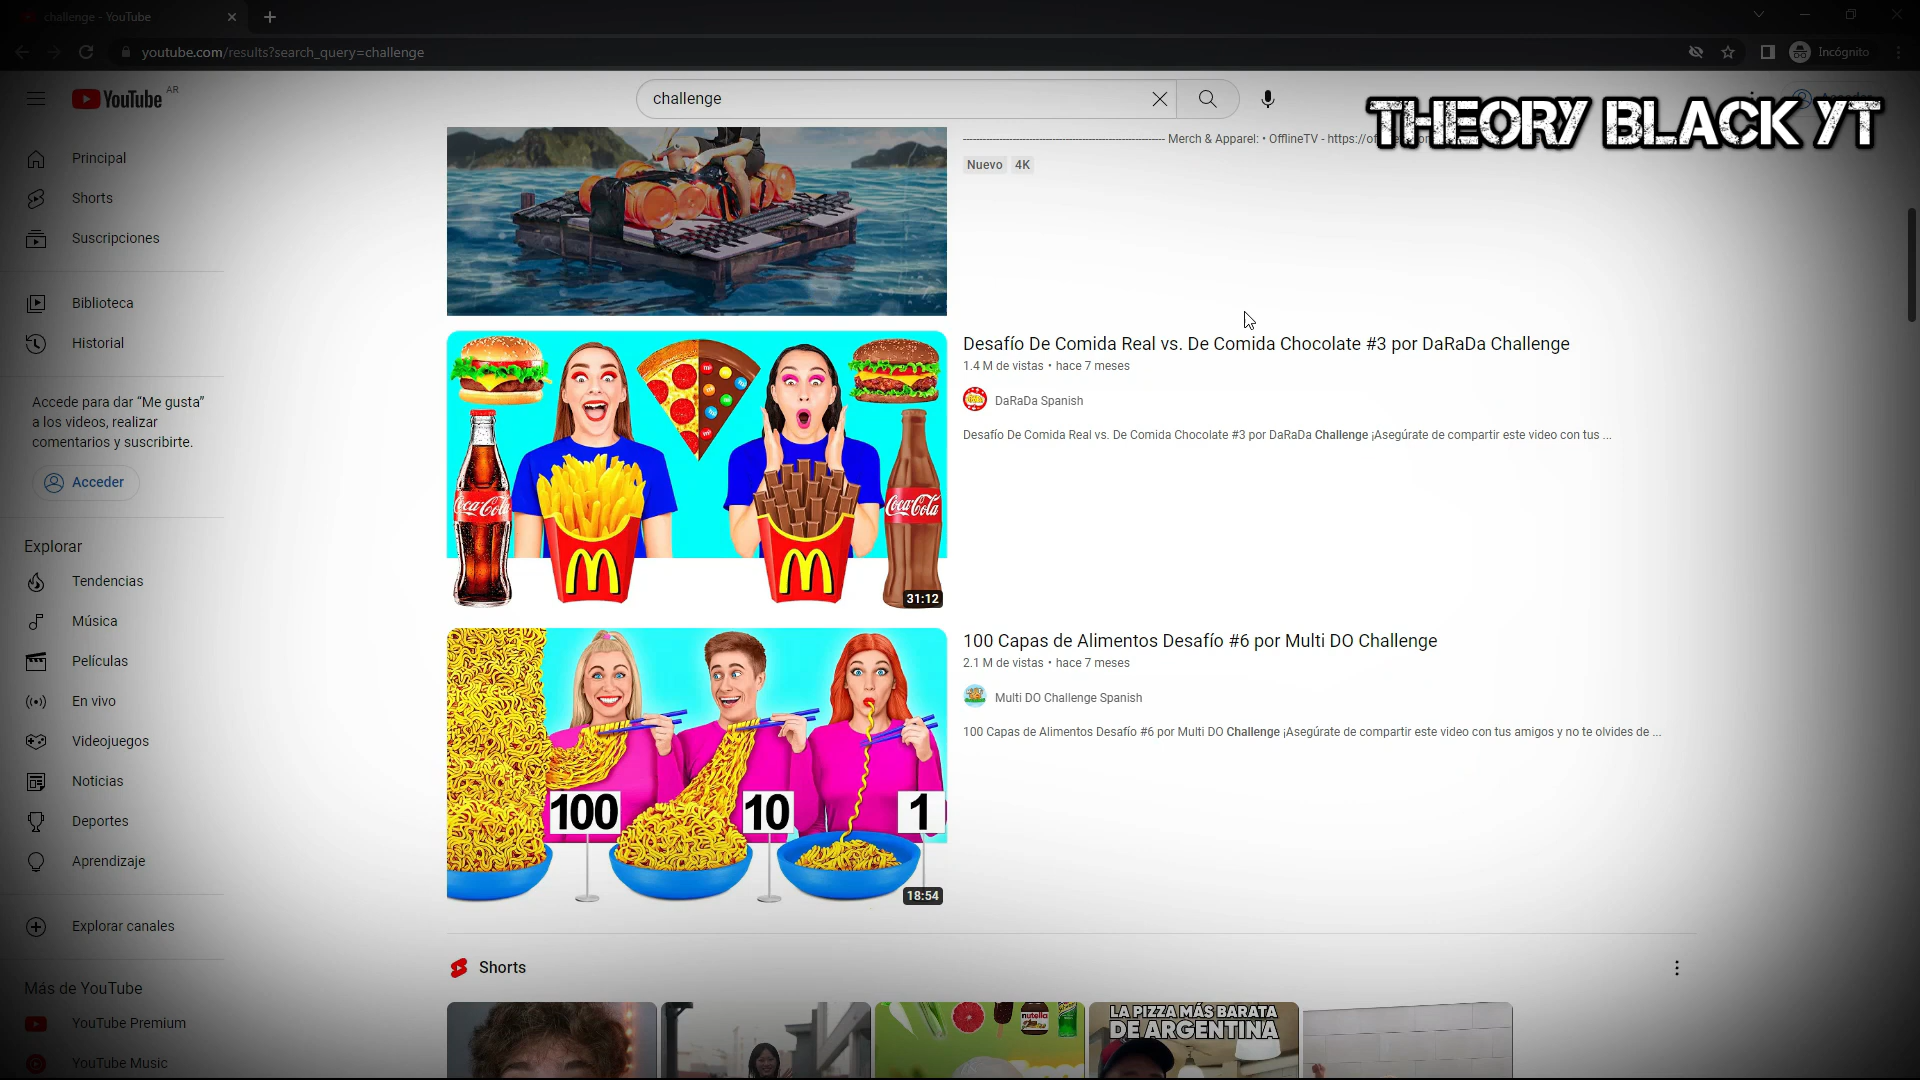 challenge - YouTube
youtube.com/results?search_query=challenge
Incógnito
YouTube AR
challenge
THEORY BLACK YT
Merch & Apparel: • OfflineTV - https://of
Nuevo 4K
Principal
Shorts
Suscripciones
Biblioteca
Historial
Accede para dar “Me gusta”
a los videos, realizar
comentarios y suscribirte.
Acceder
Explorar
Tendencias
Música
Películas
En vivo
Videojuegos
Noticias
Deportes
Aprendizaje
Explorar canales
Más de YouTube
YouTube Premium
YouTube Music
Coca-Cola
Coca-Cola
31:12
Desafío De Comida Real vs. De Comida Chocolate #3 por DaRaDa Challenge
1.4 M de vistas • hace 7 meses
DaRaDa Spanish
Desafío De Comida Real vs. De Comida Chocolate #3 por DaRaDa Challenge ¡Asegúrate de compartir este video con tus ...
100
10
1
18:54
100 Capas de Alimentos Desafío #6 por Multi DO Challenge
2.1 M de vistas • hace 7 meses
Multi DO Challenge Spanish
100 Capas de Alimentos Desafío #6 por Multi DO Challenge ¡Asegúrate de compartir este video con tus amigos y no te olvides de ...
Shorts
nutella
LA PIZZA MÁS BARATA
DE ARGENTINA